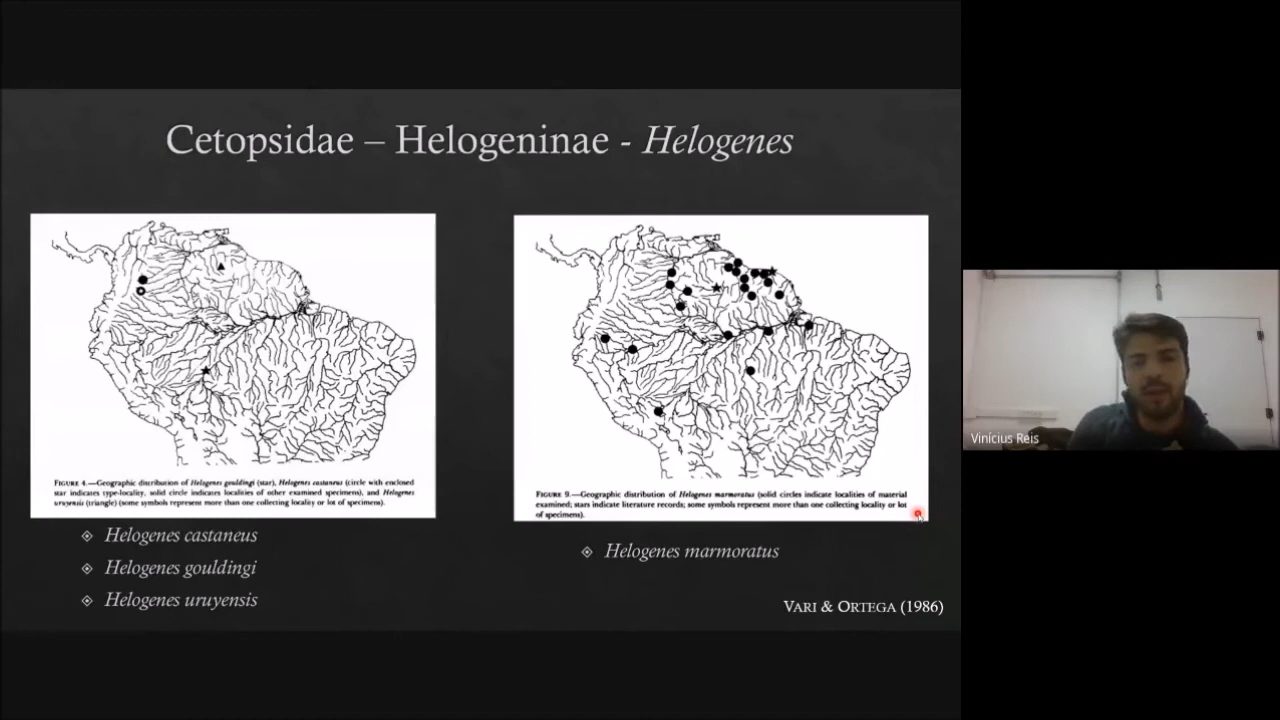 Cetopsidae – Helogeninae - Helogenes
FIGURE 4.—Geographic distribution of Helogenes gouldingi (star), Helogenes castaneus (circle with enclosed
star indicates type-locality, solid circle indicates localities of other examined specimens), and Helogenes
uruyensis (triangle) (some symbols represent more than one collecting locality or lot of specimens).
Helogenes castaneus
Helogenes gouldingi
Helogenes uruyensis
FIGURE 9.—Geographic distribution of Helogenes marmoratus (solid circles indicate localities of material
examined; stars indicate literature records; some symbols represent more than one collecting locality or lot
of specimens).
Helogenes marmoratus
VARI & ORTEGA (1986)
Vinícius Reis